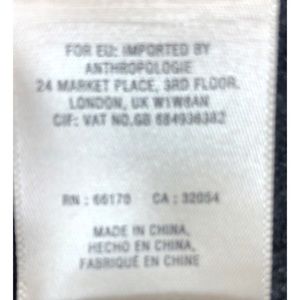 FOR EU: IMPORTED BY
ANTHROPOLOGIE
24 MARKET PLACE, 3RD FLOOR.
LONDON, UK W1W8AN
CIF: VAT NO.GB 684936382
RN : 66170 CA : 32054
MADE IN CHINA,
HECHO EN CHINA,
FABRIQUÉ EN CHINE